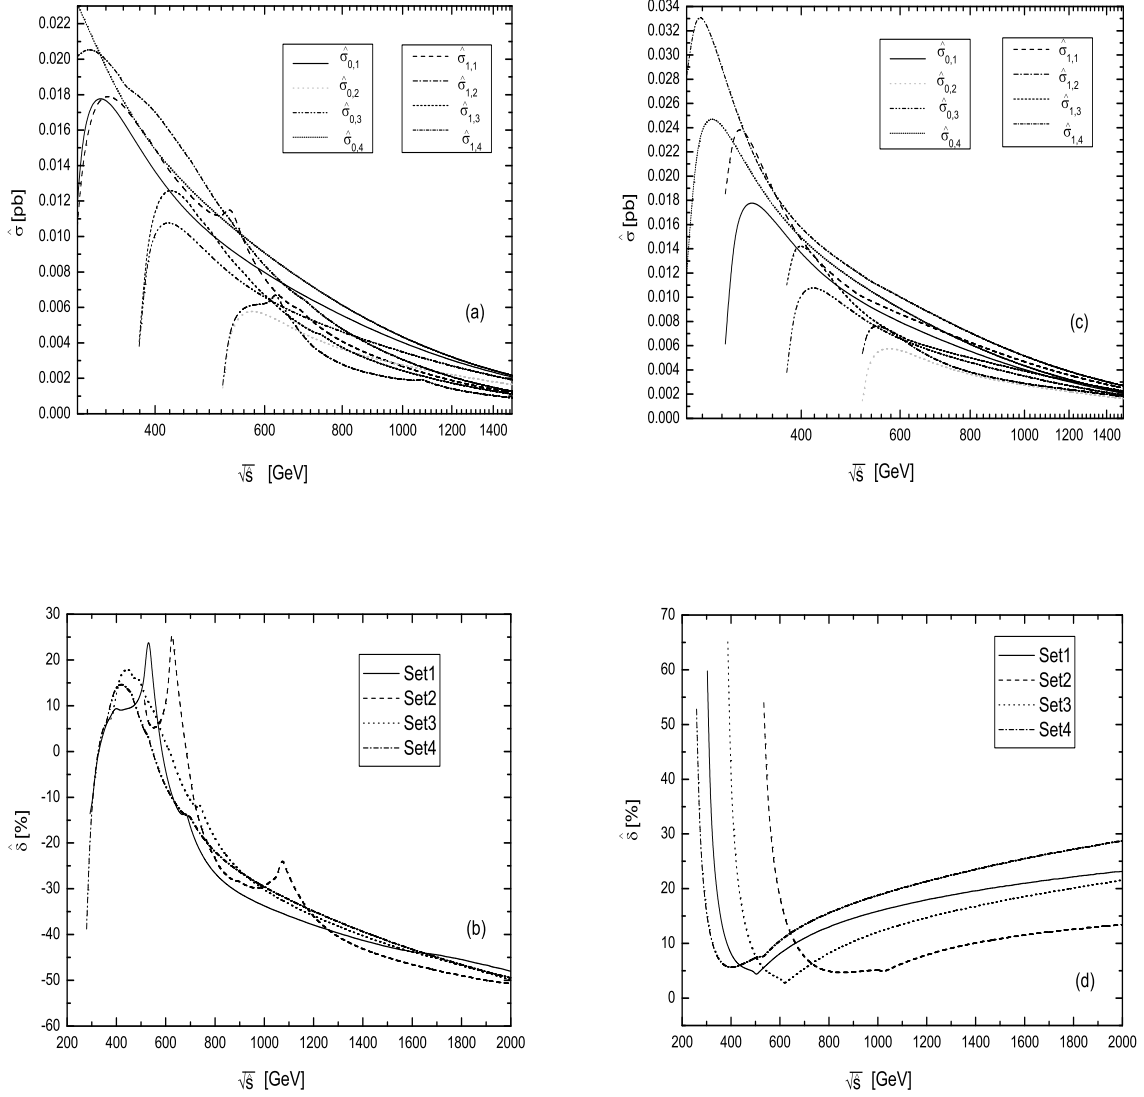 0.022
0.020
0.018
0.016
0.014
0.012
0.010
0.008
0.006
0.004
0.002
0.000
σ̂ [pb]
σ̂0,1
σ̂0,2
σ̂0,3
σ̂0,4
σ̂1,1
σ̂1,2
σ̂1,3
σ̂1,4
(a)
400 600 800 1000 1200 1400
√ŝ [GeV]
0.034
0.032
0.030
0.028
0.026
0.024
0.022
0.020
0.018
0.016
0.014
0.012
0.010
0.008
0.006
0.004
0.002
0.000
σ̂ [pb]
σ̂0,1
σ̂0,2
σ̂0,3
σ̂0,4
σ̂1,1
σ̂1,2
σ̂1,3
σ̂1,4
(c)
400 600 800 1000 1200 1400
√ŝ [GeV]
30
20
10
0
-10
-20
-30
-40
-50
-60
δ̂ [%]
Set1
Set2
Set3
Set4
(b)
200 400 600 800 1000 1200 1400 1600 1800 2000
√ŝ [GeV]
70
60
50
40
30
20
10
0
δ̂ [%]
Set1
Set2
Set3
Set4
(d)
200 400 600 800 1000 1200 1400 1600 1800 2000
√ŝ [GeV]